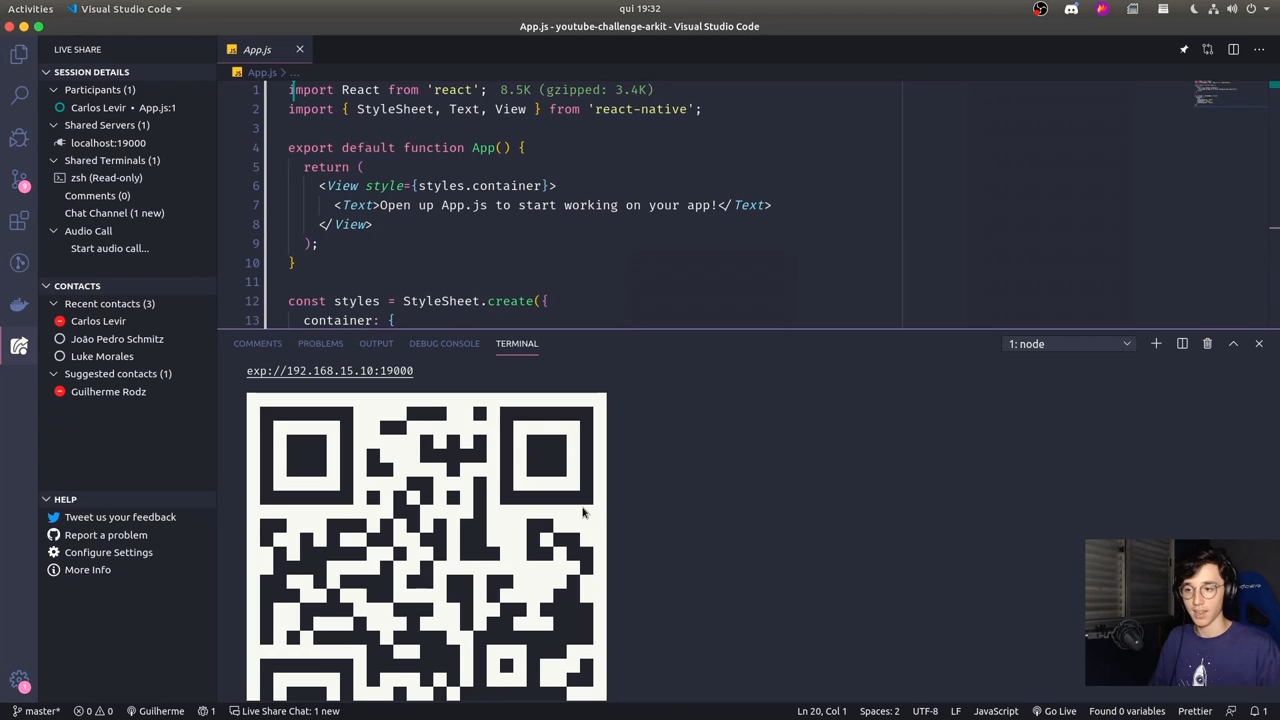 Activities
Visual Studio Code
qui 19:32
App.js - youtube-challenge-arkit - Visual Studio Code
LIVE SHARE
SESSION DETAILS
Participants (1)
Carlos Levir • App.js:1
Shared Servers (1)
localhost:19000
Shared Terminals (1)
zsh (Read-only)
Comments (0)
Chat Channel (1 new)
Audio Call
Start audio call...
CONTACTS
Recent contacts (3)
Carlos Levir
João Pedro Schmitz
Luke Morales
Suggested contacts (1)
Guilherme Rodz
HELP
Tweet us your feedback
Report a problem
Configure Settings
More Info
9
1
JS App.js
JS App.js > ...
1 import React from 'react'; 8.5K (gzipped: 3.4K)
2 import { StyleSheet, Text, View } from 'react-native';
3
4 export default function App() {
5 return (
6 <View style={styles.container}>
7 <Text>Open up App.js to start working on your app!</Text>
8 </View>
9 );
10 }
11
12 const styles = StyleSheet.create({
13 container: {
COMMENTS PROBLEMS OUTPUT DEBUG CONSOLE TERMINAL
1: node
exp://192.168.15.10:19000
master* 0 0 Guilherme 1 Live Share Chat: 1 new
Ln 20, Col 1 Spaces: 2 UTF-8 LF JavaScript Go Live Found 0 variables Prettier 1